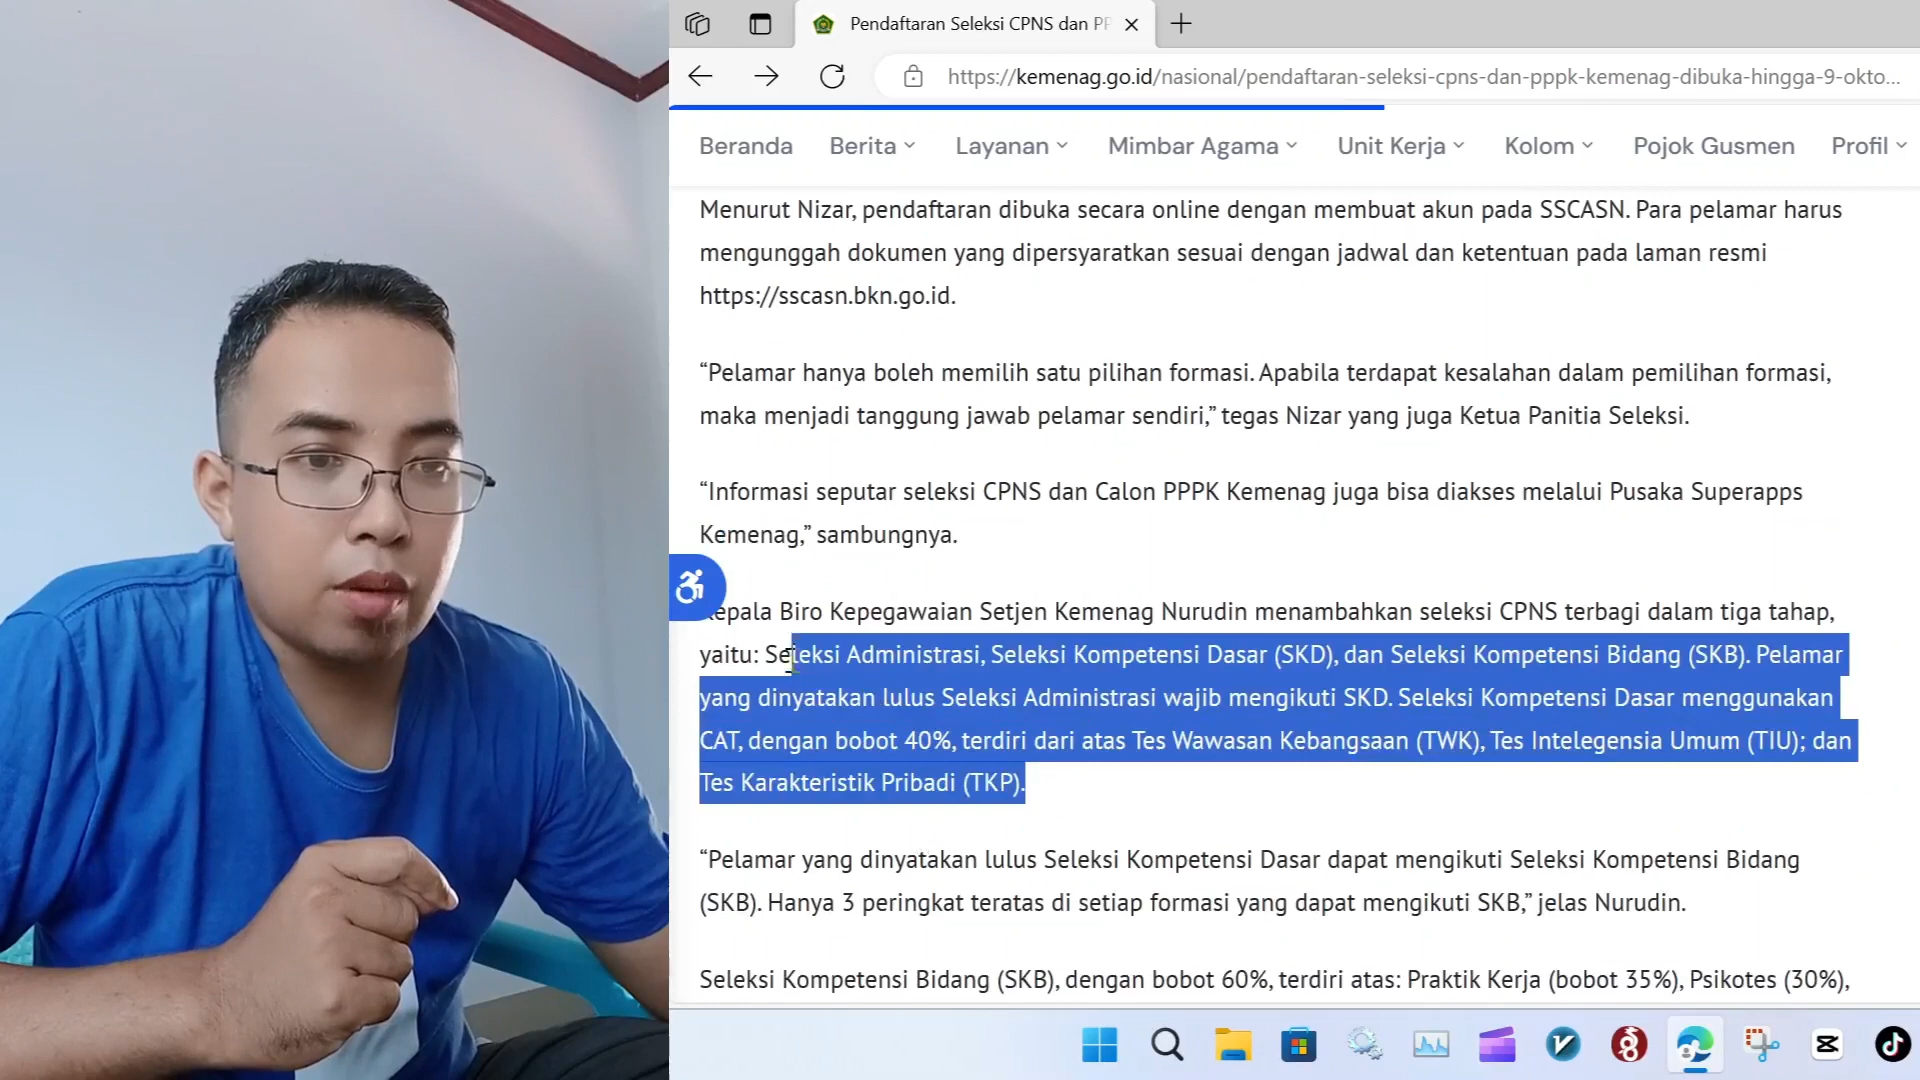 Pendaftaran Seleksi CPNS dan PP
https://kemenag.go.id/nasional/pendaftaran-seleksi-cpns-dan-pppk-kemenag-dibuka-hingga-9-okto...
Beranda Berita Layanan Mimbar Agama Unit Kerja Kolom Pojok Gusmen Profil
Menurut Nizar, pendaftaran dibuka secara online dengan membuat akun pada SSCASN. Para pelamar harus
mengunggah dokumen yang dipersyaratkan sesuai dengan jadwal dan ketentuan pada laman resmi
https://sscasn.bkn.go.id.
“Pelamar hanya boleh memilih satu pilihan formasi. Apabila terdapat kesalahan dalam pemilihan formasi,
maka menjadi tanggung jawab pelamar sendiri,” tegas Nizar yang juga Ketua Panitia Seleksi.
“Informasi seputar seleksi CPNS dan Calon PPPK Kemenag juga bisa diakses melalui Pusaka Superapps
Kemenag,” sambungnya.
Kepala Biro Kepegawaian Setjen Kemenag Nurudin menambahkan seleksi CPNS terbagi dalam tiga tahap,
yaitu: Seleksi Administrasi, Seleksi Kompetensi Dasar (SKD), dan Seleksi Kompetensi Bidang (SKB). Pelamar
yang dinyatakan lulus Seleksi Administrasi wajib mengikuti SKD. Seleksi Kompetensi Dasar menggunakan
CAT, dengan bobot 40%, terdiri dari atas Tes Wawasan Kebangsaan (TWK), Tes Intelegensia Umum (TIU); dan
Tes Karakteristik Pribadi (TKP).
“Pelamar yang dinyatakan lulus Seleksi Kompetensi Dasar dapat mengikuti Seleksi Kompetensi Bidang
(SKB). Hanya 3 peringkat teratas di setiap formasi yang dapat mengikuti SKB,” jelas Nurudin.
Seleksi Kompetensi Bidang (SKB), dengan bobot 60%, terdiri atas: Praktik Kerja (bobot 35%), Psikotes (30%),